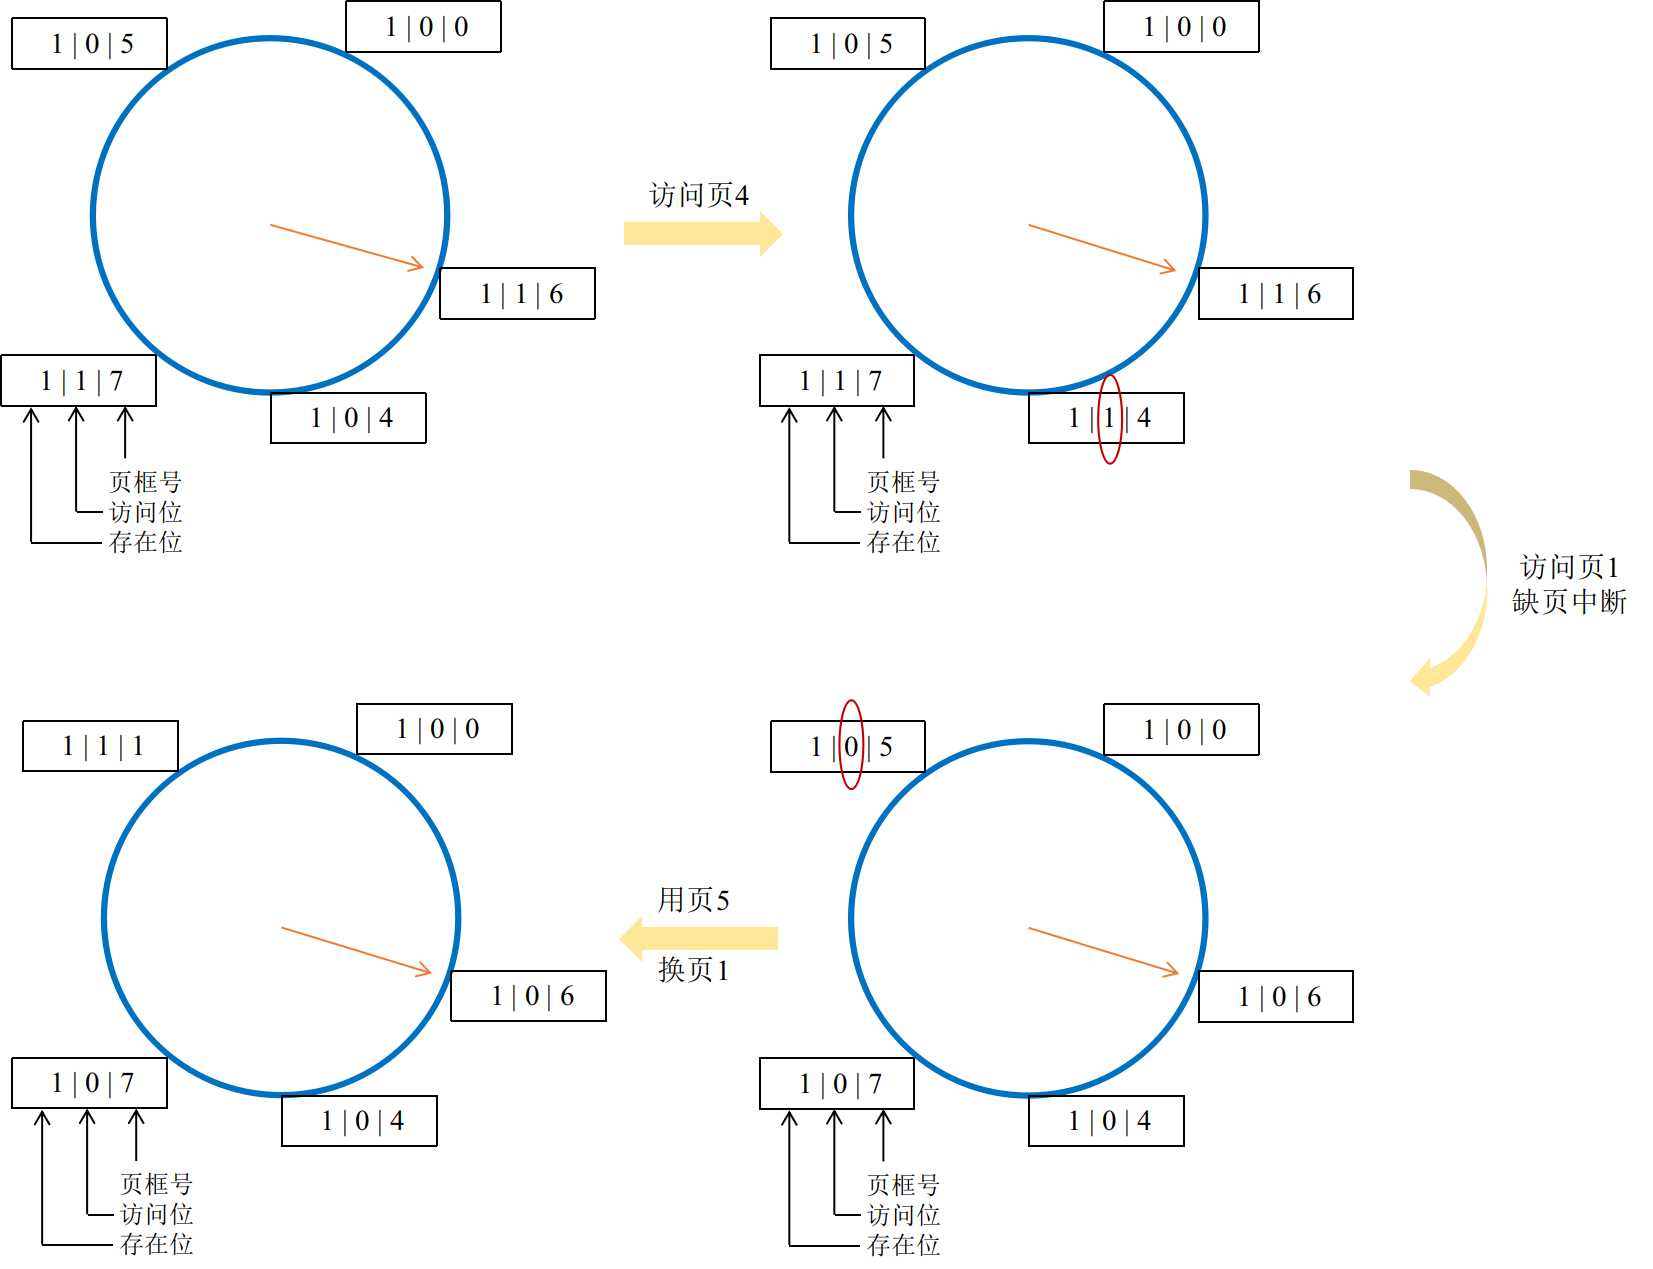 1 | 0 | 5
1 | 0 | 0
1 | 1 | 6
1 | 1 | 7
1 | 0 | 4
页框号
访问位
存在位
访问页4
1 | 0 | 5
1 | 0 | 0
1 | 1 | 6
1 | 1 | 7
1 | 1 | 4
页框号
访问位
存在位
访问页1
缺页中断
1 | 0 | 5
1 | 0 | 0
1 | 0 | 6
1 | 0 | 7
1 | 0 | 4
页框号
访问位
存在位
用页5
换页1
1 | 1 | 1
1 | 0 | 0
1 | 0 | 6
1 | 0 | 7
1 | 0 | 4
页框号
访问位
存在位